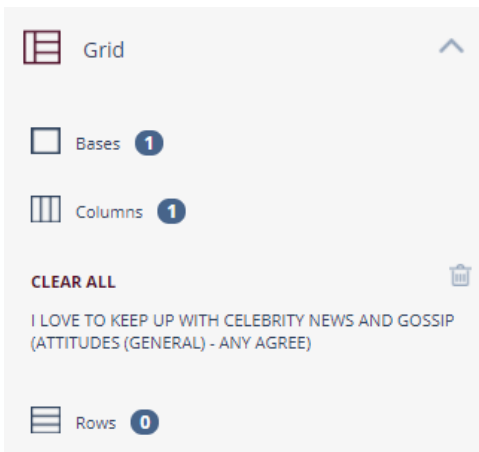 Grid
Bases 1
Columns 1
CLEAR ALL
I LOVE TO KEEP UP WITH CELEBRITY NEWS AND GOSSIP
(ATTITUDES (GENERAL) - ANY AGREE)
Rows 0